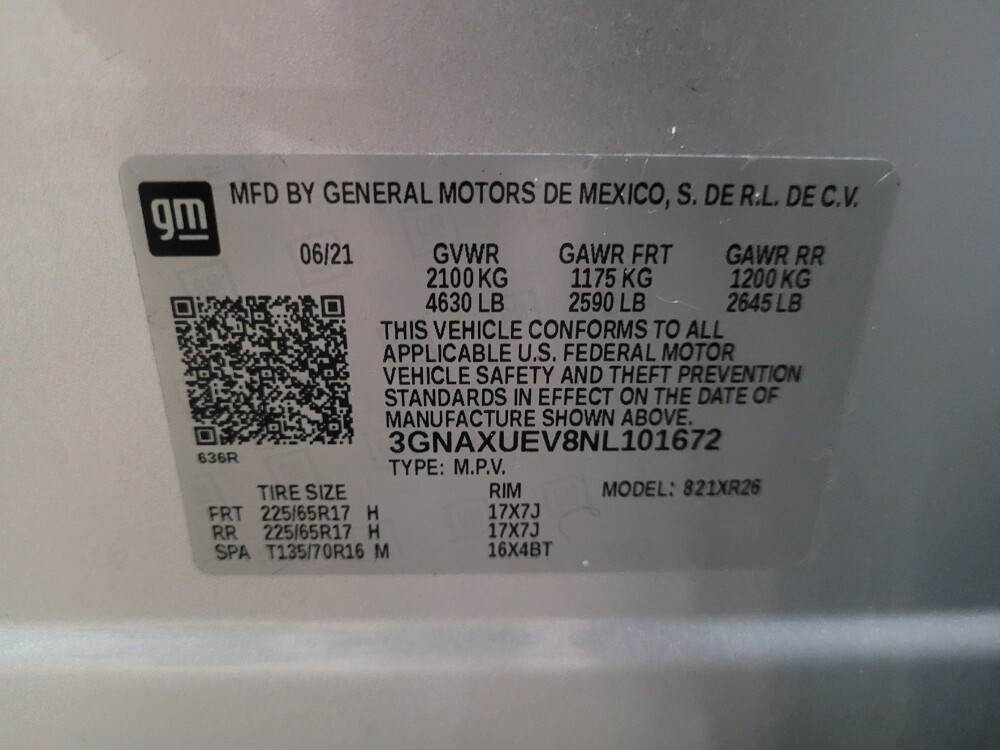 gm MFD BY GENERAL MOTORS DE MEXICO, S. DE R.L. DE C.V.
06/21 GVWR GAWR FRT GAWR RR
2100 KG 1175 KG 1200 KG
4630 LB 2590 LB 2645 LB
THIS VEHICLE CONFORMS TO ALL
APPLICABLE U.S. FEDERAL MOTOR
VEHICLE SAFETY AND THEFT PREVENTION
STANDARDS IN EFFECT ON THE DATE OF
MANUFACTURE SHOWN ABOVE.
3GNAXUEV8NL101672
636R
TYPE: M.P.V.
TIRE SIZE RIM MODEL: 821XR26
FRT 225/65R17 H 17X7J
RR 225/65R17 H 17X7J
SPA T135/70R16 M 16X4BT